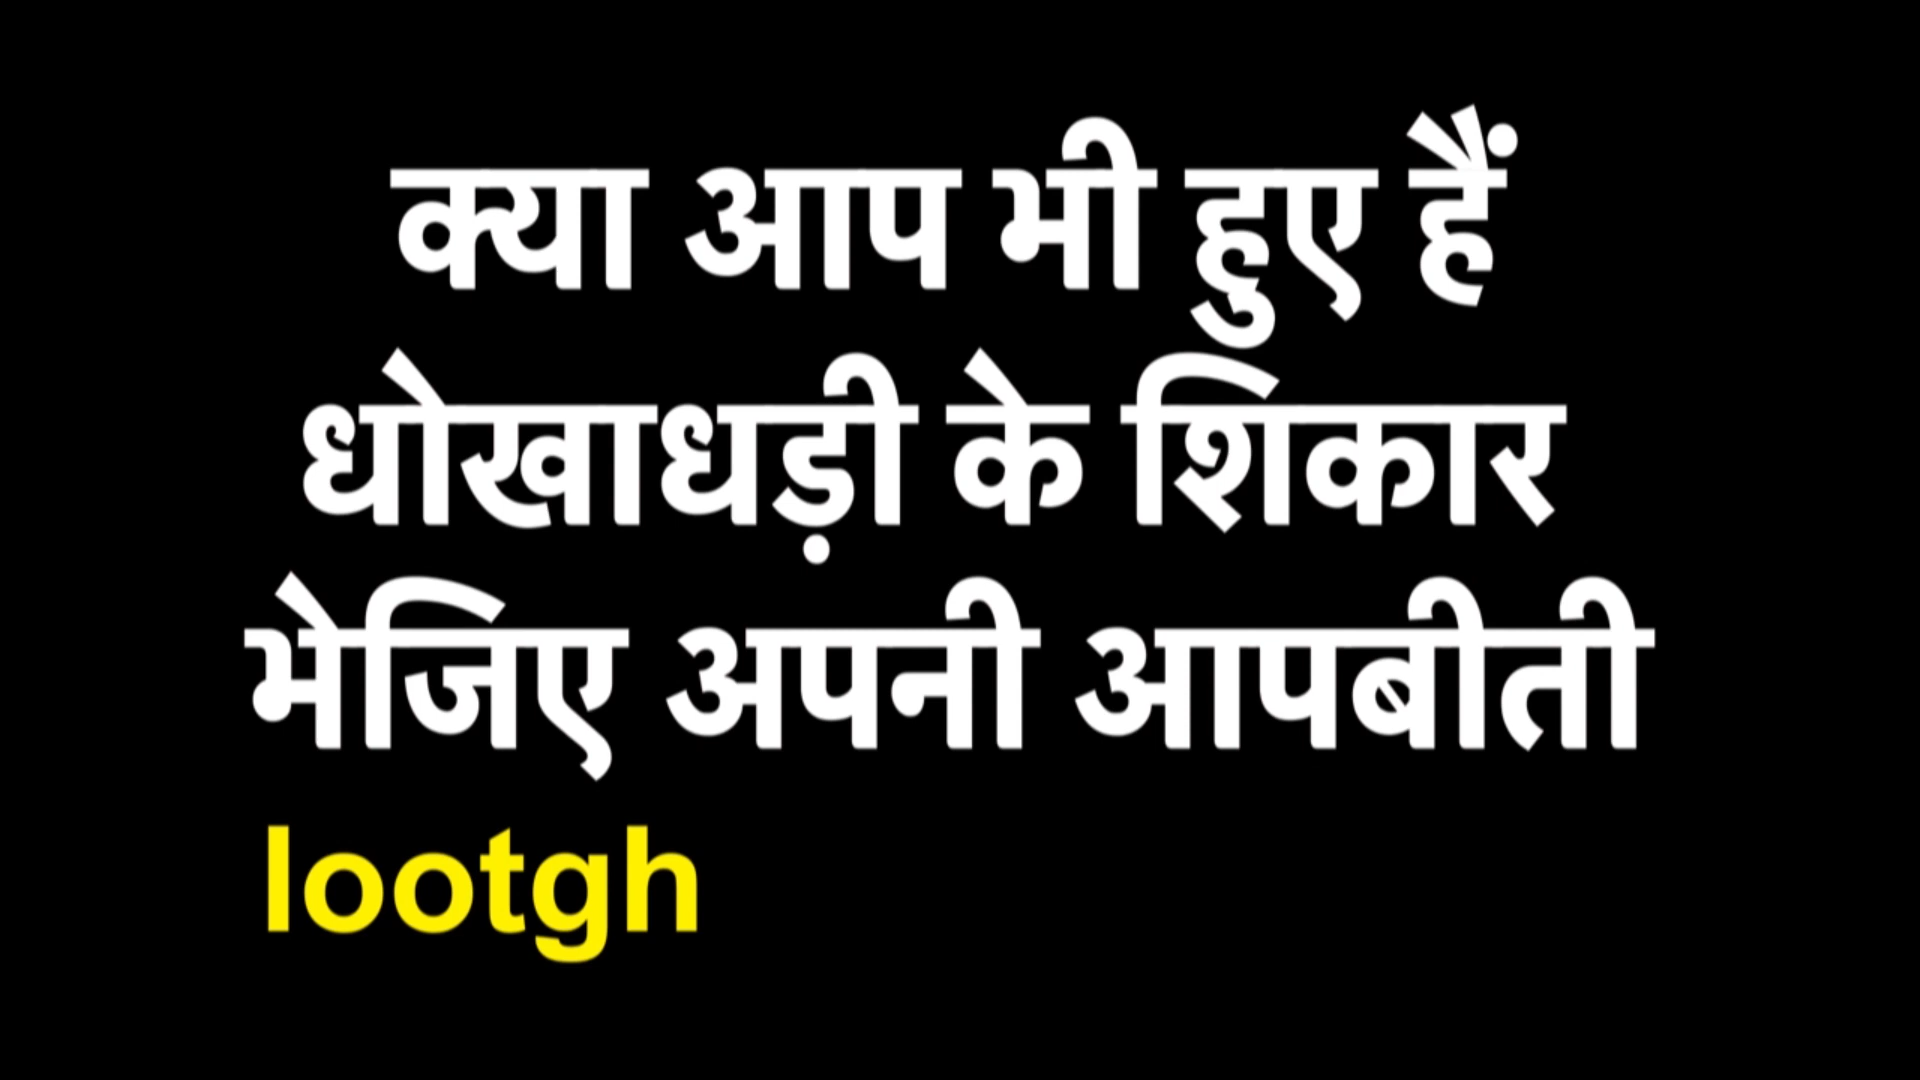 क्या आप भी हुए हैं
धोखाधड़ी के शिकार
भेजिए अपनी आपबीती
lootgh